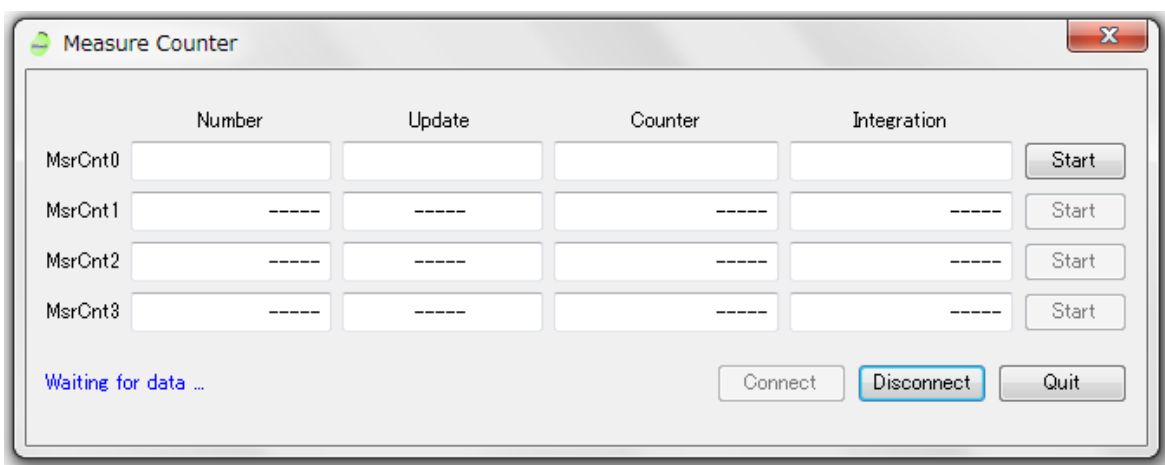 Measure Counter
Number Update Counter Integration
MsrCnt0 Start
MsrCnt1 ----- ----- ----- ----- Start
MsrCnt2 ----- ----- ----- ----- Start
MsrCnt3 ----- ----- ----- ----- Start
Waiting for data ... Connect Disconnect Quit